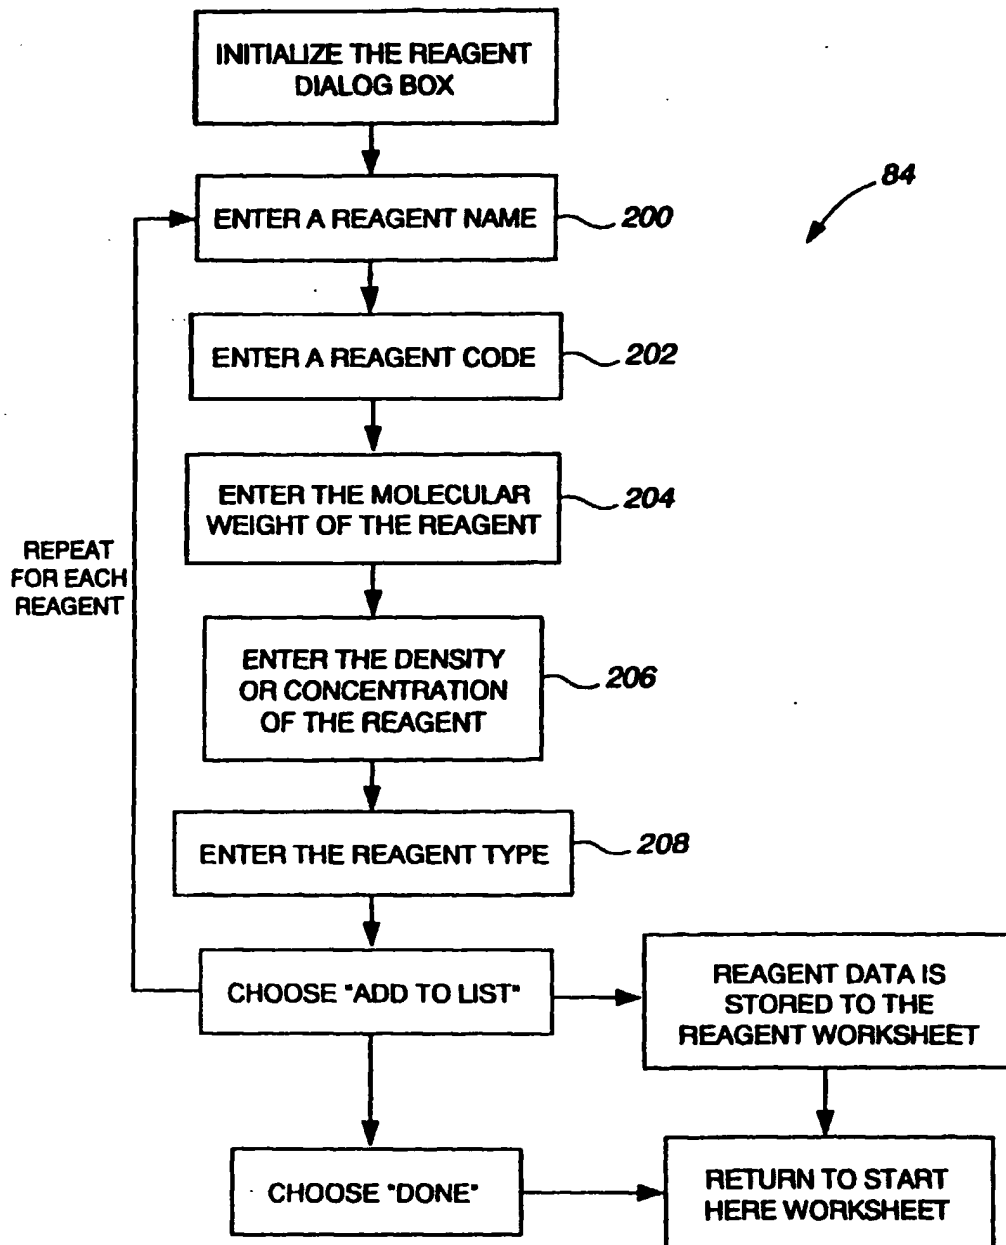 INITIALIZE THE REAGENT
DIALOG BOX
84
ENTER A REAGENT NAME
200
ENTER A REAGENT CODE
202
ENTER THE MOLECULAR
WEIGHT OF THE REAGENT
204
REPEAT
FOR EACH
REAGENT
ENTER THE DENSITY
OR CONCENTRATION
OF THE REAGENT
206
ENTER THE REAGENT TYPE
208
CHOOSE "ADD TO LIST"
REAGENT DATA IS
STORED TO THE
REAGENT WORKSHEET
CHOOSE "DONE"
RETURN TO START
HERE WORKSHEET